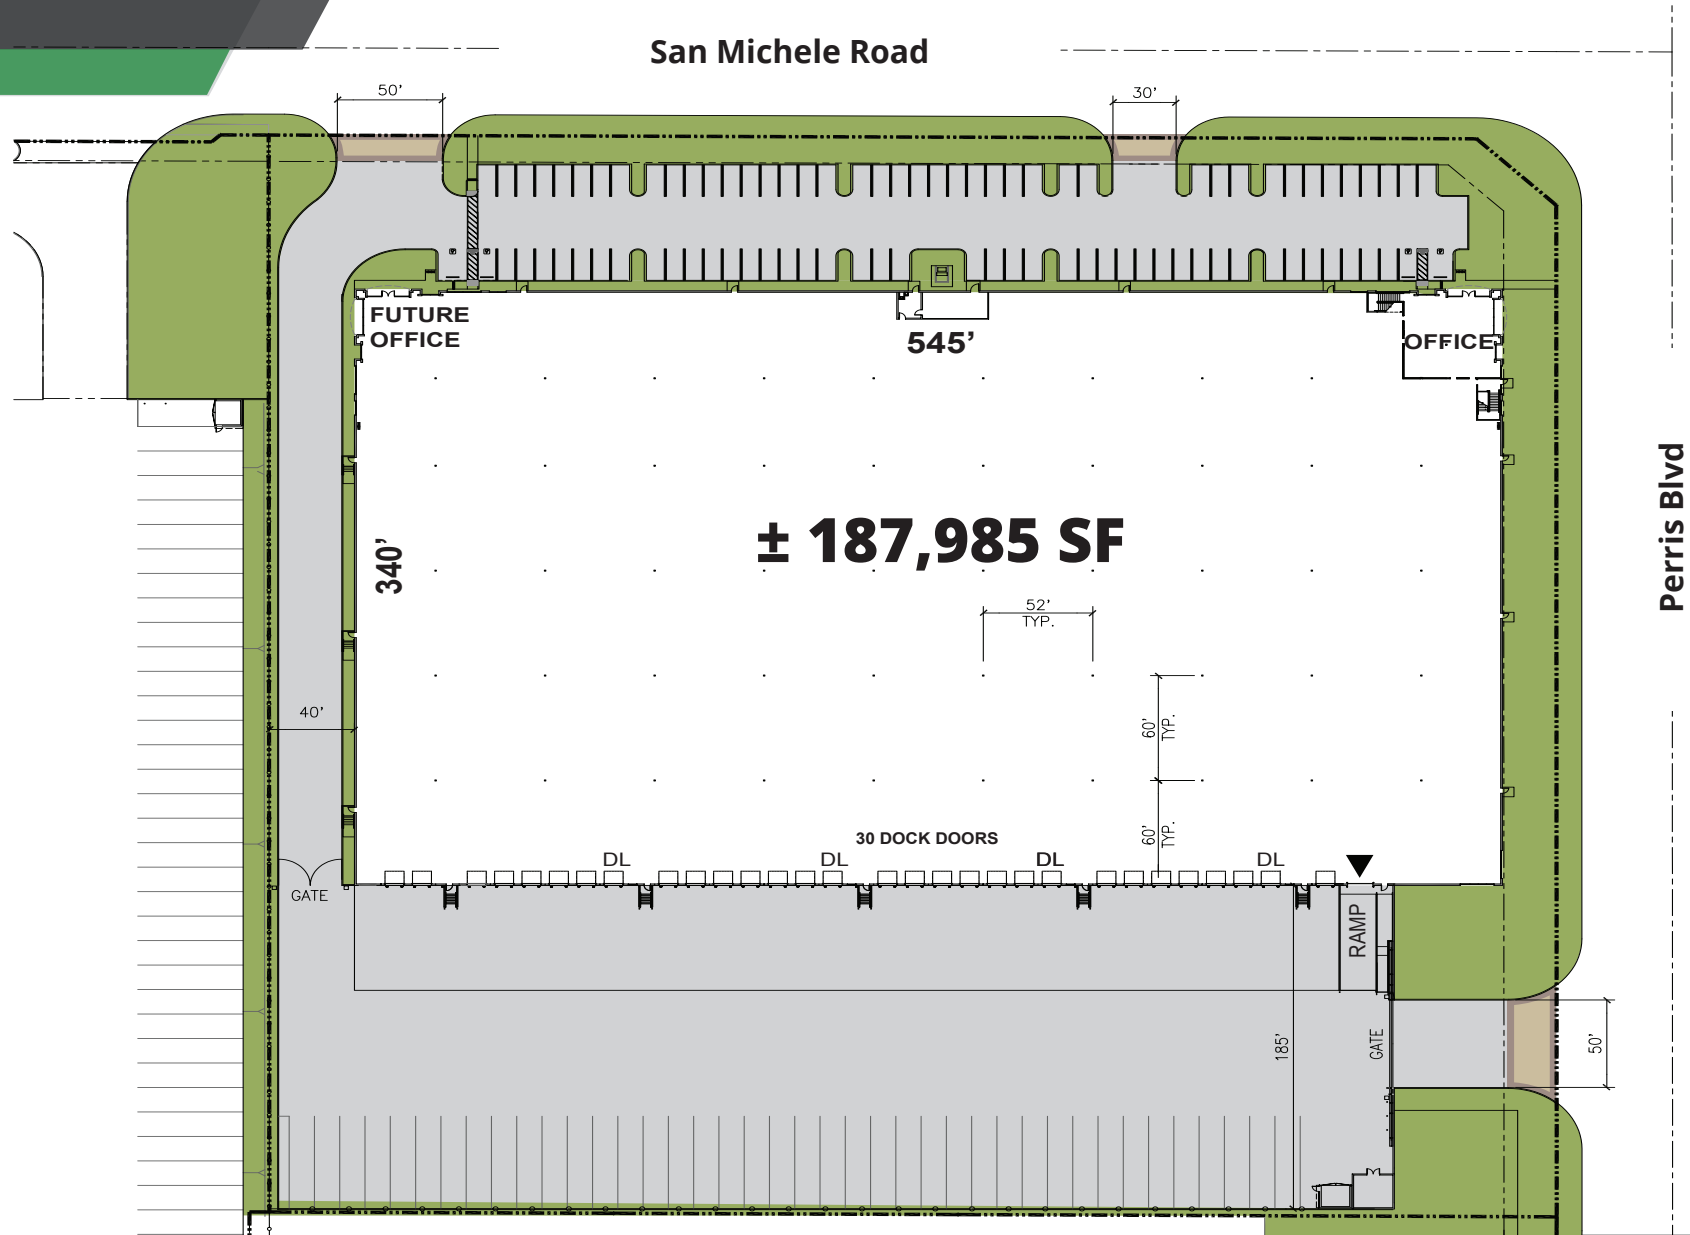 San Michele Road
50'
30'
FUTURE
OFFICE
545'
OFFICE
Perris Blvd
± 187,985 SF
340'
52'
TYP.
60'
TYP.
40'
60'
TYP.
30 DOCK DOORS
DL
DL
DL
DL
GATE
RAMP
185'
GATE
50'